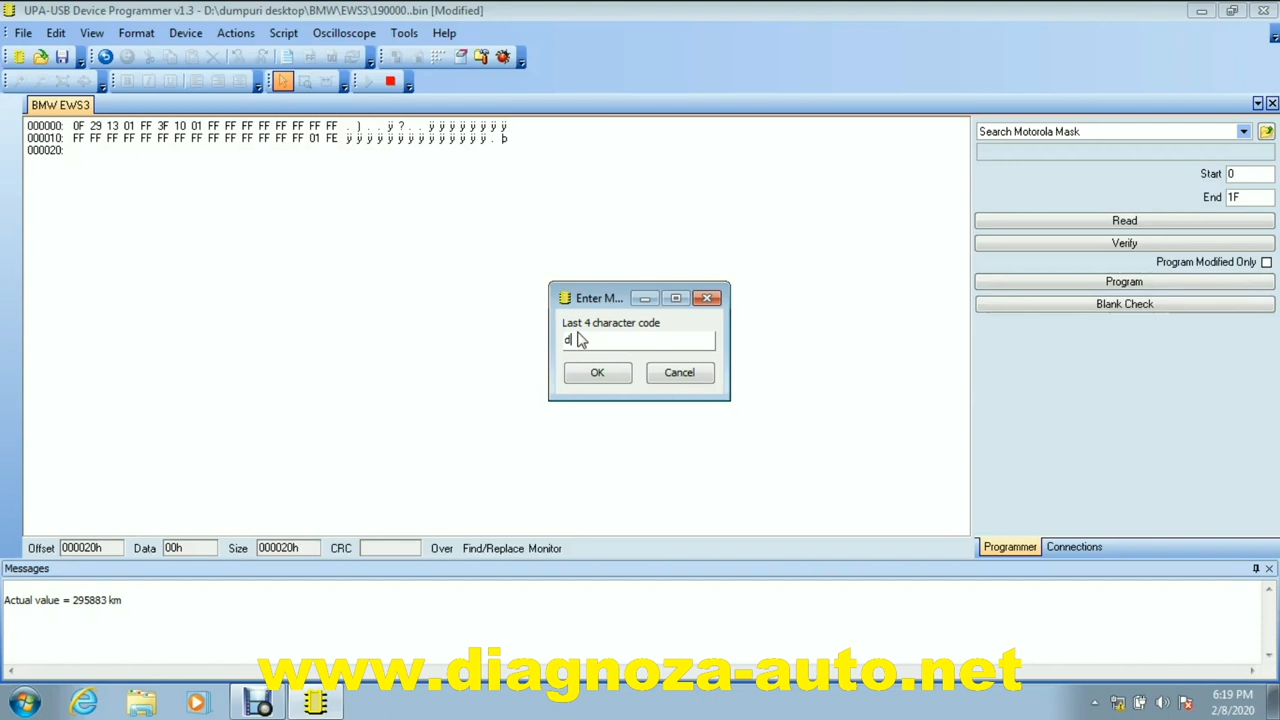 UPA-USB Device Programmer v1.3 - D:\dumpuri desktop\BMW\EWS3\190000..bin [Modified]
File Edit View Format Device Actions Script Oscilloscope Tools Help
BMW EWS3
000000: 0F 29 13 01 FF 3F 10 01 FF FF FF FF FF FF FF FF . ) . . ÿ ? . . ÿ ÿ ÿ ÿ ÿ ÿ ÿ ÿ
000010: FF FF FF FF FF FF FF FF FF FF FF FF FF FF 01 FE ÿ ÿ ÿ ÿ ÿ ÿ ÿ ÿ ÿ ÿ ÿ ÿ ÿ ÿ . þ
000020:
Search Motorola Mask
Start 0
End 1F
Read
Verify
Program Modified Only
Program
Blank Check
Enter M...
Last 4 character code
d
OK Cancel
Offset 000020h Data 00h Size 000020h CRC Over Find/Replace Monitor
Programmer Connections
Messages
Actual value = 295883 km
www.diagnoza-auto.net
6:19 PM
2/8/2020